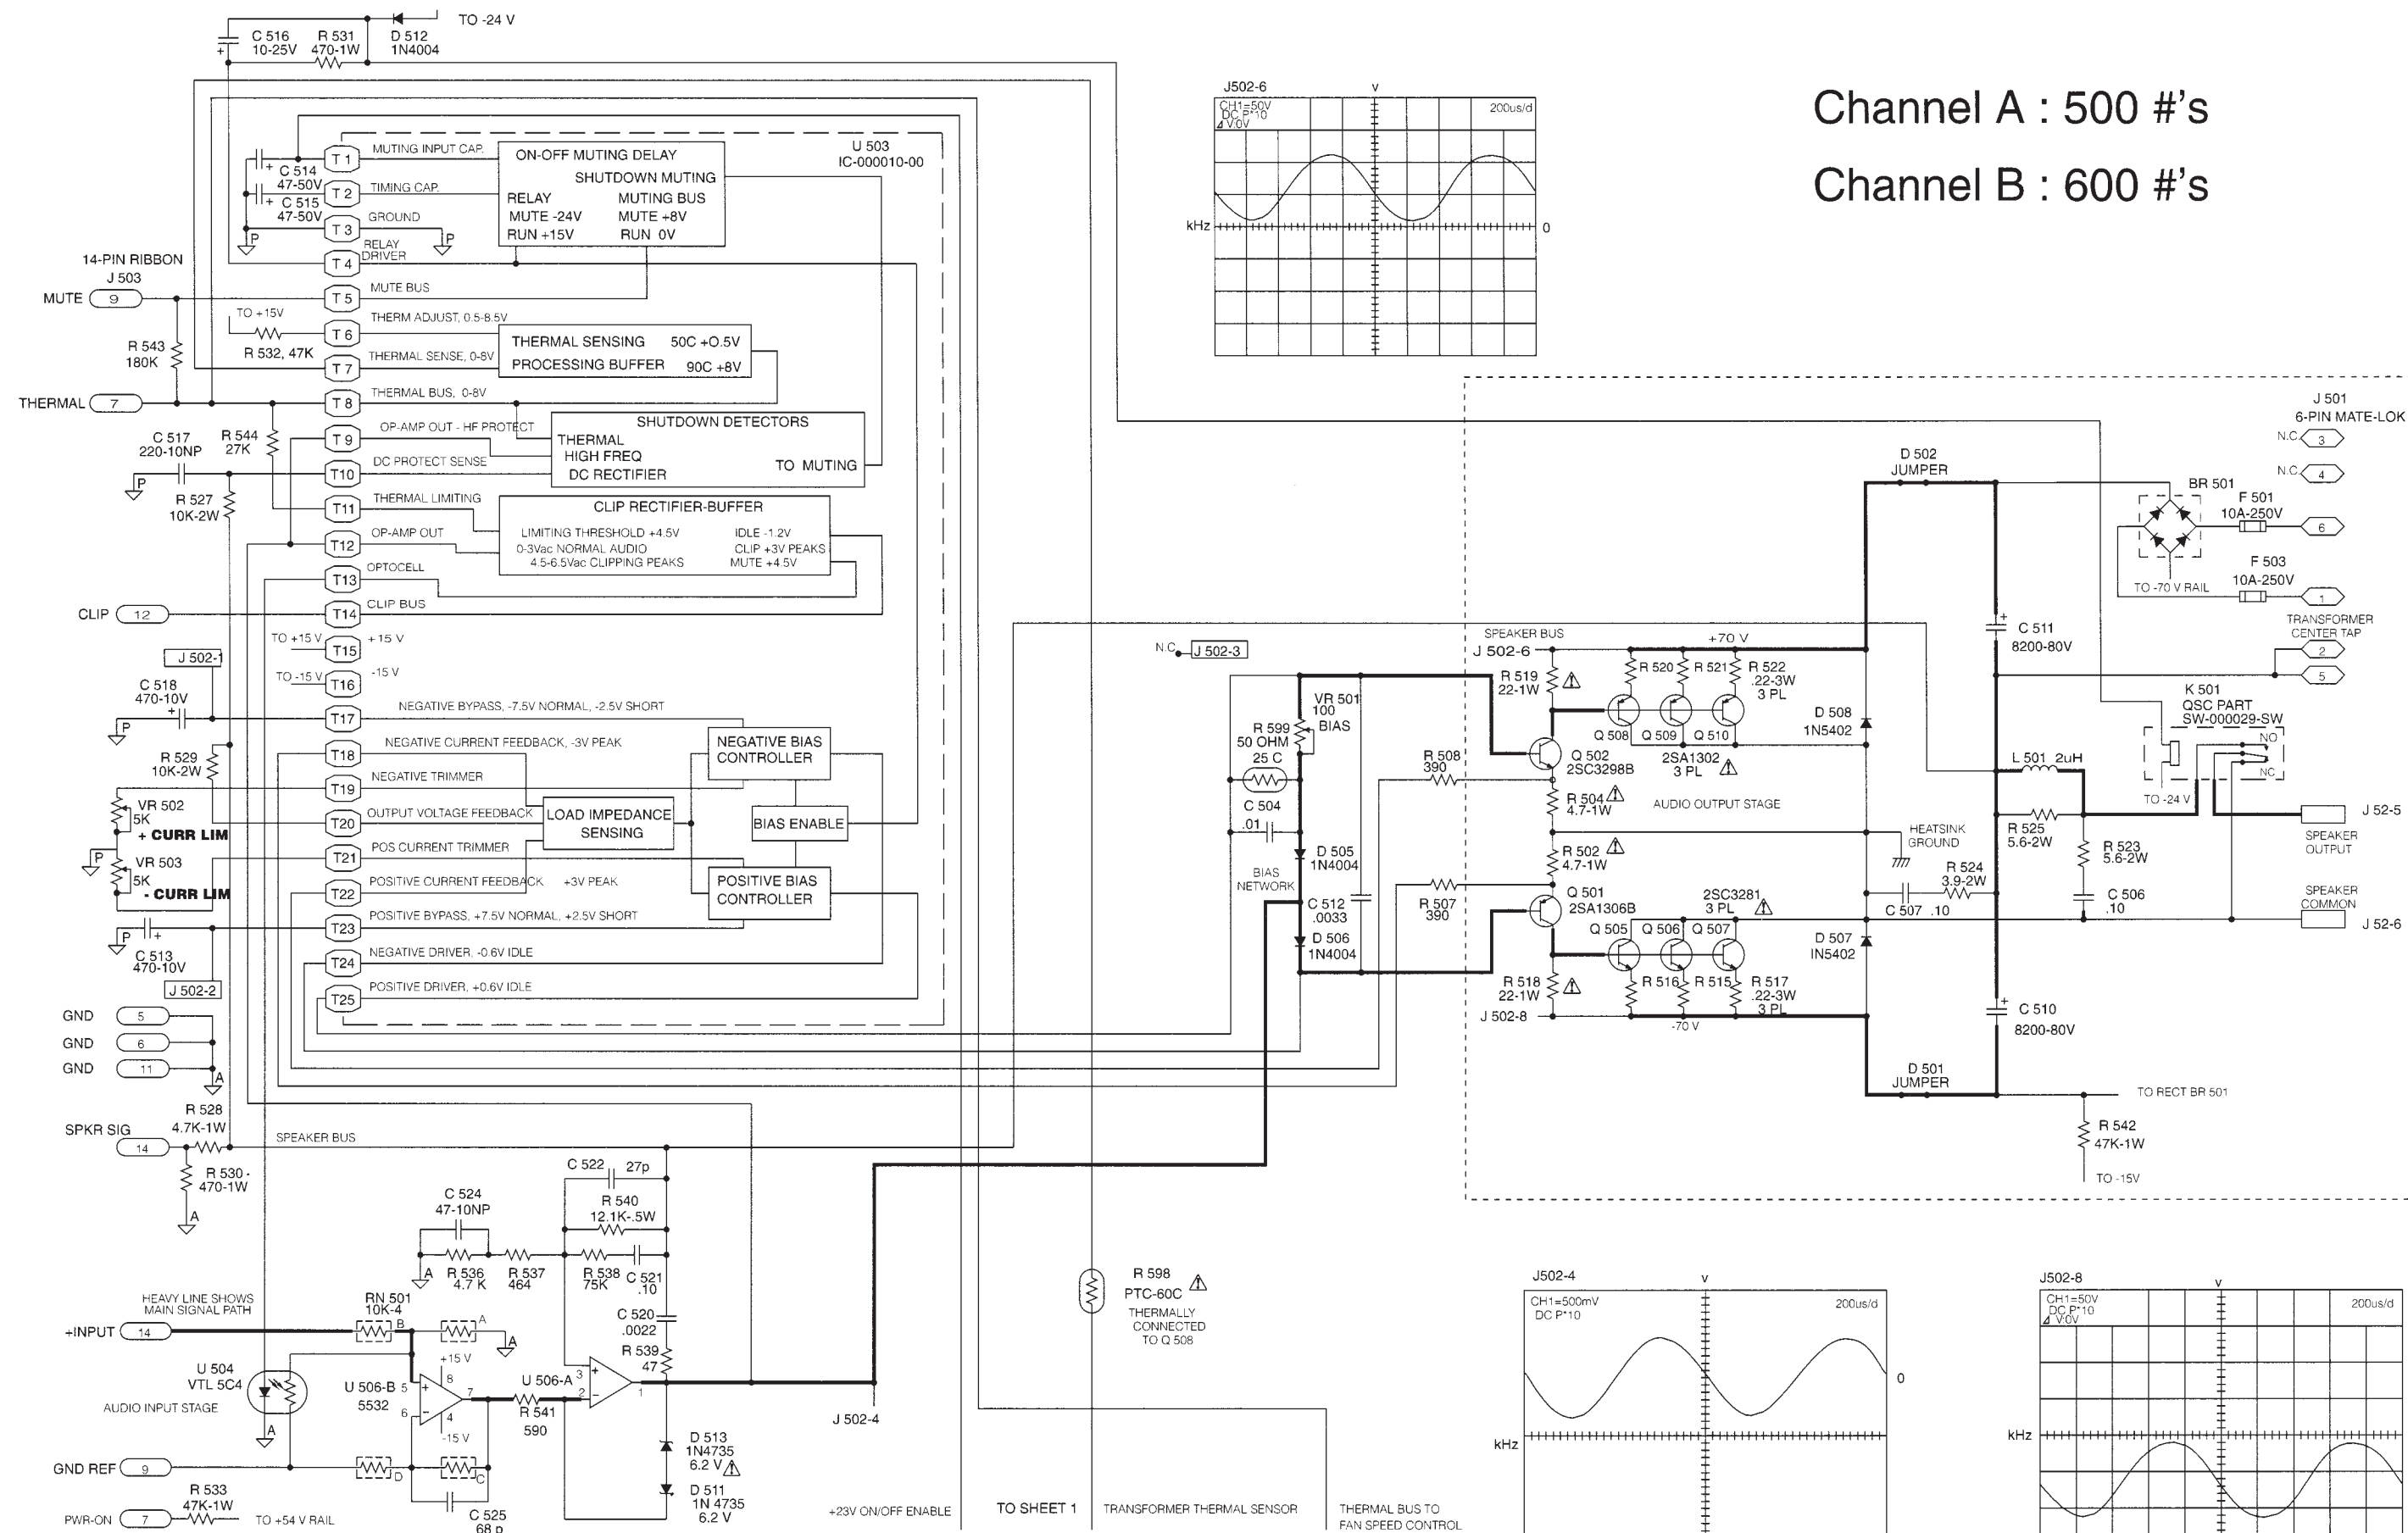 TO -24 V
C 516
10-25V
R 531
470-1W
D 512
1N4004
+
J502-6
v
CH1=50V
DC P*10
⊿ V:0V
200us/d
kHz
0
Channel A : 500 #'s
Channel B : 600 #'s
U 503
IC-000010-00
T 1
MUTING INPUT CAP.
C 514
47-50V
T 2
TIMING CAP.
C 515
47-50V
T 3
GROUND
P
P
T 4
RELAY
DRIVER
ON-OFF MUTING DELAY
SHUTDOWN MUTING
RELAY
MUTING BUS
MUTE -24V
MUTE +8V
RUN +15V
RUN 0V
14-PIN RIBBON
J 503
MUTE
9
T 5
MUTE BUS
TO +15V
R 543
180K
R 532, 47K
T 6
THERM ADJUST, 0.5-8.5V
T 7
THERMAL SENSE, 0-8V
THERMAL SENSING 50C +O.5V
PROCESSING BUFFER 90C +8V
THERMAL
7
T 8
THERMAL BUS, 0-8V
C 517
220-10NP
R 544
27K
T 9
OP-AMP OUT - HF PROTECT
T10
DC PROTECT SENSE
P
SHUTDOWN DETECTORS
THERMAL
HIGH FREQ
DC RECTIFIER
TO MUTING
R 527
10K-2W
T11
THERMAL LIMITING
T12
OP-AMP OUT
CLIP RECTIFIER-BUFFER
LIMITING THRESHOLD +4.5V
IDLE -1.2V
0-3Vac NORMAL AUDIO
CLIP +3V PEAKS
4.5-6.5Vac CLIPPING PEAKS
MUTE +4.5V
T13
OPTOCELL
CLIP
12
T14
CLIP BUS
TO +15 V
T15
+ 15 V
TO -15 V
T16
-15 V
J 502-1
C 518
470-10V
P
T17
NEGATIVE BYPASS, -7.5V NORMAL, -2.5V SHORT
T18
NEGATIVE CURRENT FEEDBACK, -3V PEAK
R 529
10K-2W
T19
NEGATIVE TRIMMER
NEGATIVE BIAS
CONTROLLER
VR 502
5K
+ CURR LIM
T20
OUTPUT VOLTAGE FEEDBACK
LOAD IMPEDANCE
SENSING
BIAS ENABLE
P
VR 503
5K
- CURR LIM
T21
POS CURRENT TRIMMER
T22
POSITIVE CURRENT FEEDBACK +3V PEAK
POSITIVE BIAS
CONTROLLER
T23
POSITIVE BYPASS, +7.5V NORMAL, +2.5V SHORT
P
C 513
470-10V
J 502-2
T24
NEGATIVE DRIVER, -0.6V IDLE
T25
POSITIVE DRIVER, +0.6V IDLE
GND
5
GND
6
GND
11
A
R 528
4.7K-1W
SPKR SIG
14
SPEAKER BUS
R 530
470-1W
A
N.C.
J 502-3
VR 501
100
BIAS
R 599
50 OHM
25 C
C 504
.01
D 505
1N4004
BIAS
NETWORK
C 512
.0033
D 506
1N4004
R 508
390
R 507
390
SPEAKER BUS
J 502-6
+70 V
R 519
22-1W
R 520
R 521
R 522
.22-3W
3 PL
Q 508
Q 509
Q 510
Q 502
2SC3298B
2SA1302
3 PL
R 504
4.7-1W
AUDIO OUTPUT STAGE
R 502
4.7-1W
Q 501
2SA1306B
2SC3281
3 PL
Q 505
Q 506
Q 507
R 518
22-1W
R 516
R 515
R 517
.22-3W
3 PL
J 502-8
-70 V
D 502
JUMPER
D 508
1N5402
HEATSINK
GROUND
R 524
3.9-2W
C 507 .10
D 507
IN5402
D 501
JUMPER
J 501
6-PIN MATE-LOK
N.C.
3
N.C.
4
BR 501
F 501
10A-250V
6
F 503
10A-250V
TO -70 V RAIL
1
TRANSFORMER
CENTER TAP
2
5
C 511
8200-80V
K 501
QSC PART
SW-000029-SW
NO
NC
L 501 2uH
TO -24 V
J 52-5
SPEAKER
OUTPUT
R 525
5.6-2W
R 523
5.6-2W
C 506
.10
SPEAKER
COMMON
J 52-6
C 510
8200-80V
TO RECT BR 501
R 542
47K-1W
TO -15V
C 522 27p
R 540
12.1K-.5W
C 524
47-10NP
A
R 536
4.7 K
R 537
464
R 538
75K
C 521
.10
C 520
.0022
R 539
47
HEAVY LINE SHOWS
MAIN SIGNAL PATH
RN 501
10K-4
+INPUT
14
B
A
A
U 504
VTL 5C4
AUDIO INPUT STAGE
A
+15 V
8
U 506-B
5532
5
6
7
4
-15 V
R 541
590
U 506-A
3
2
1
J 502-4
D 513
1N4735
6.2 V
D 511
1N 4735
6.2 V
GND REF
9
D
C
C 525
68 p
R 533
47K-1W
PWR-ON
7
TO +54 V RAIL
+23V ON/OFF ENABLE
TO SHEET 1
TRANSFORMER THERMAL SENSOR
THERMAL BUS TO
FAN SPEED CONTROL
R 598
PTC-60C
THERMALLY
CONNECTED
TO Q 508
J502-4
v
CH1=500mV
DC P*10
200us/d
0
kHz
J502-8
v
CH1=50V
DC P*10
⊿ V:0V
200us/d
kHz